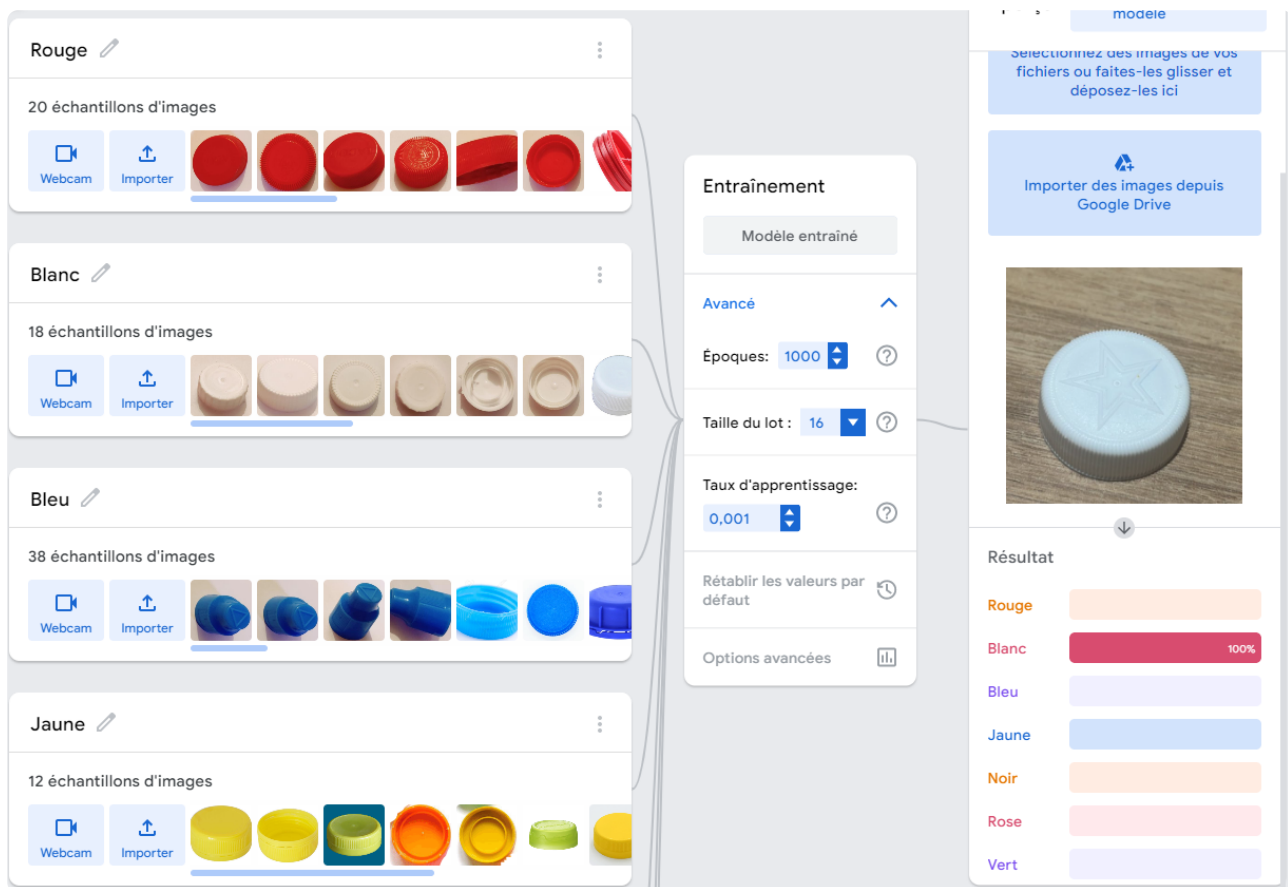 Rouge
20 échantillons d'images
Webcam
Importer
Blanc
18 échantillons d'images
Webcam
Importer
Bleu
38 échantillons d'images
Webcam
Importer
Jaune
12 échantillons d'images
Webcam
Importer
Entraînement
Modèle entraîné
Avancé
Époques: 1000
Taille du lot : 16
Taux d'apprentissage:
0,001
Rétablir les valeurs par
défaut
Options avancées
modèle
Sélectionnez des images de vos
fichiers ou faites-les glisser et
déposez-les ici
Importer des images depuis
Google Drive
Résultat
Rouge
Blanc 100%
Bleu
Jaune
Noir
Rose
Vert